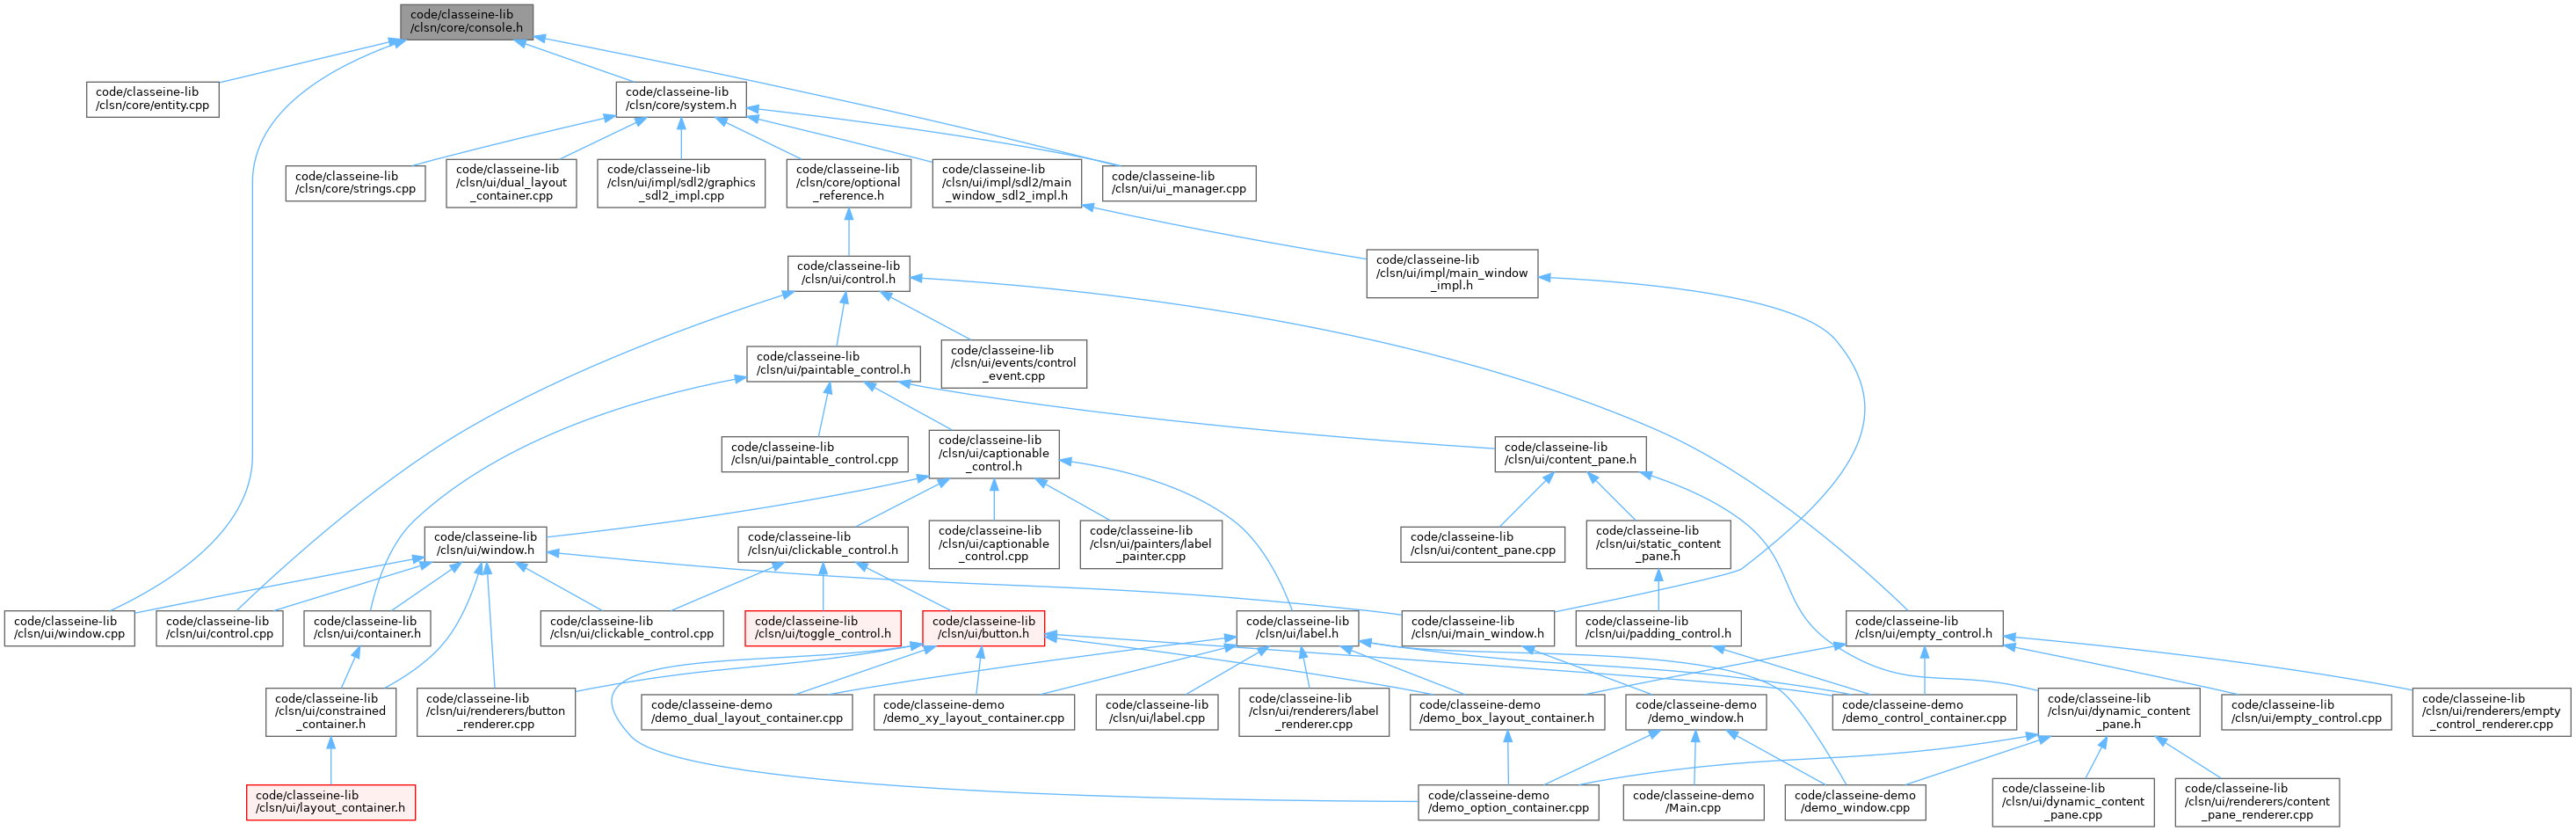 code/classeine-lib
/clsn/core/console.h
code/classeine-lib
/clsn/core/entity.cpp
code/classeine-lib
/clsn/core/system.h
code/classeine-lib
/clsn/core/strings.cpp
code/classeine-lib
/clsn/ui/dual_layout
_container.cpp
code/classeine-lib
/clsn/ui/impl/sdl2/graphics
_sdl2_impl.cpp
code/classeine-lib
/clsn/core/optional
_reference.h
code/classeine-lib
/clsn/ui/impl/sdl2/main
_window_sdl2_impl.h
code/classeine-lib
/clsn/ui/ui_manager.cpp
code/classeine-lib
/clsn/ui/control.h
code/classeine-lib
/clsn/ui/impl/main_window
_impl.h
code/classeine-lib
/clsn/ui/paintable_control.h
code/classeine-lib
/clsn/ui/events/control
_event.cpp
code/classeine-lib
/clsn/ui/paintable_control.cpp
code/classeine-lib
/clsn/ui/captionable
_control.h
code/classeine-lib
/clsn/ui/content_pane.h
code/classeine-lib
/clsn/ui/window.h
code/classeine-lib
/clsn/ui/clickable_control.h
code/classeine-lib
/clsn/ui/captionable
_control.cpp
code/classeine-lib
/clsn/ui/painters/label
_painter.cpp
code/classeine-lib
/clsn/ui/content_pane.cpp
code/classeine-lib
/clsn/ui/static_content
_pane.h
code/classeine-lib
/clsn/ui/window.cpp
code/classeine-lib
/clsn/ui/control.cpp
code/classeine-lib
/clsn/ui/container.h
code/classeine-lib
/clsn/ui/clickable_control.cpp
code/classeine-lib
/clsn/ui/toggle_control.h
code/classeine-lib
/clsn/ui/button.h
code/classeine-lib
/clsn/ui/label.h
code/classeine-lib
/clsn/ui/main_window.h
code/classeine-lib
/clsn/ui/padding_control.h
code/classeine-lib
/clsn/ui/empty_control.h
code/classeine-lib
/clsn/ui/constrained
_container.h
code/classeine-lib
/clsn/ui/renderers/button
_renderer.cpp
code/classeine-demo
/demo_dual_layout_container.cpp
code/classeine-demo
/demo_xy_layout_container.cpp
code/classeine-lib
/clsn/ui/label.cpp
code/classeine-lib
/clsn/ui/renderers/label
_renderer.cpp
code/classeine-demo
/demo_box_layout_container.h
code/classeine-demo
/demo_window.h
code/classeine-demo
/demo_control_container.cpp
code/classeine-lib
/clsn/ui/dynamic_content
_pane.h
code/classeine-lib
/clsn/ui/empty_control.cpp
code/classeine-lib
/clsn/ui/renderers/empty
_control_renderer.cpp
code/classeine-lib
/clsn/ui/layout_container.h
code/classeine-demo
/demo_option_container.cpp
code/classeine-demo
/Main.cpp
code/classeine-demo
/demo_window.cpp
code/classeine-lib
/clsn/ui/dynamic_content
_pane.cpp
code/classeine-lib
/clsn/ui/renderers/content
_pane_renderer.cpp